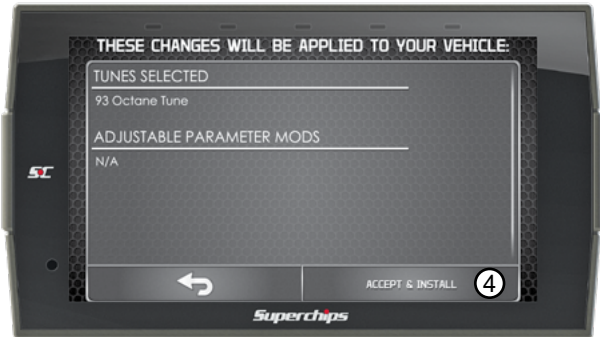 THESE CHANGES WILL BE APPLIED TO YOUR VEHICLE:
TUNES SELECTED
93 Octane Tune
ADJUSTABLE PARAMETER MODS
N/A
SC
ACCEPT & INSTALL 4
Superchips